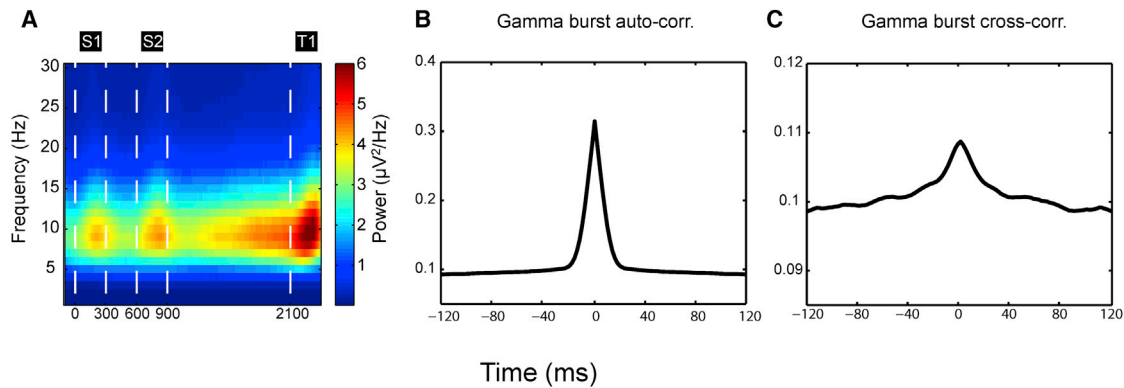 A
S1 S2 T1
Frequency (Hz)
30
25
20
15
10
5
0 300 600 900 2100
6
5
4
3
2
1
Power (µV²/Hz)
B
Gamma burst auto-corr.
0.4
0.3
0.2
0.1
−120 −80 −40 0 40 80 120
C
Gamma burst cross-corr.
0.12
0.11
0.1
0.09
−120 −80 −40 0 40 80 120
Time (ms)